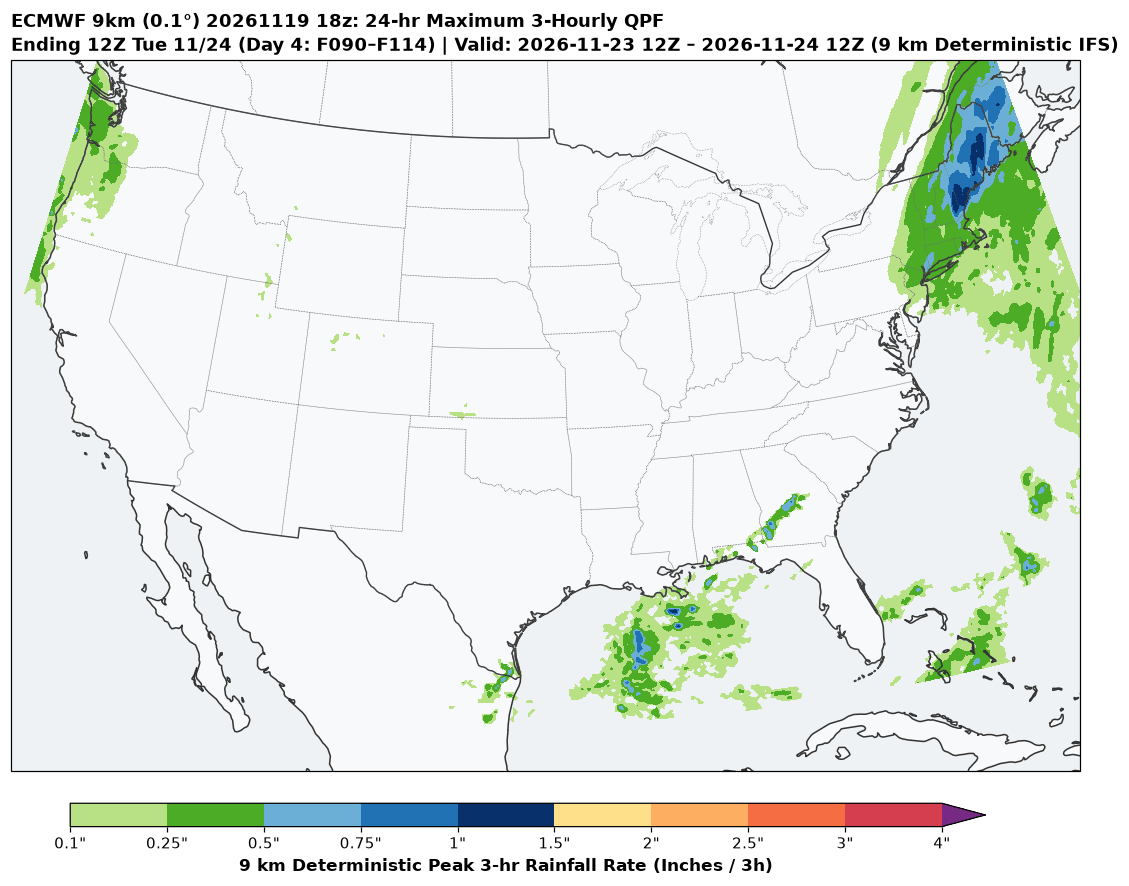 ECMWF 9km (0.1°) 20261119 18z: 24-hr Maximum 3-Hourly QPF
Ending 12Z Tue 11/24 (Day 4: F090–F114) | Valid: 2026-11-23 12Z – 2026-11-24 12Z (9 km Deterministic IFS)
0.1" 0.25" 0.5" 0.75" 1" 1.5" 2" 2.5" 3" 4"
9 km Deterministic Peak 3-hr Rainfall Rate (Inches / 3h)